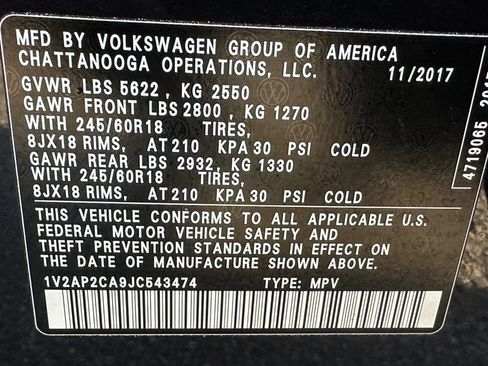 MFD BY VOLKSWAGEN GROUP OF AMERICA
CHATTANOOGA OPERATIONS, LLC. 11/2017
GVWR LBS 5622 , KG 2550
GAWR FRONT LBS 2800 , KG 1270
WITH 245/60R18 TIRES,
8JX18 RIMS, AT 210 KPA 30 PSI COLD
GAWR REAR LBS 2932, KG 1330
WITH 245/60R18 TIRES,
8JX18 RIMS, AT 210 KPA 30 PSI COLD
THIS VEHICLE CONFORMS TO ALL APPLICABLE U.S.
FEDERAL MOTOR VEHICLE SAFETY AND
THEFT PREVENTION STANDARDS IN EFFECT ON
THE DATE OF MANUFACTURE SHOWN ABOVE.
1V2AP2CA9JC543474 TYPE: MPV
4719065